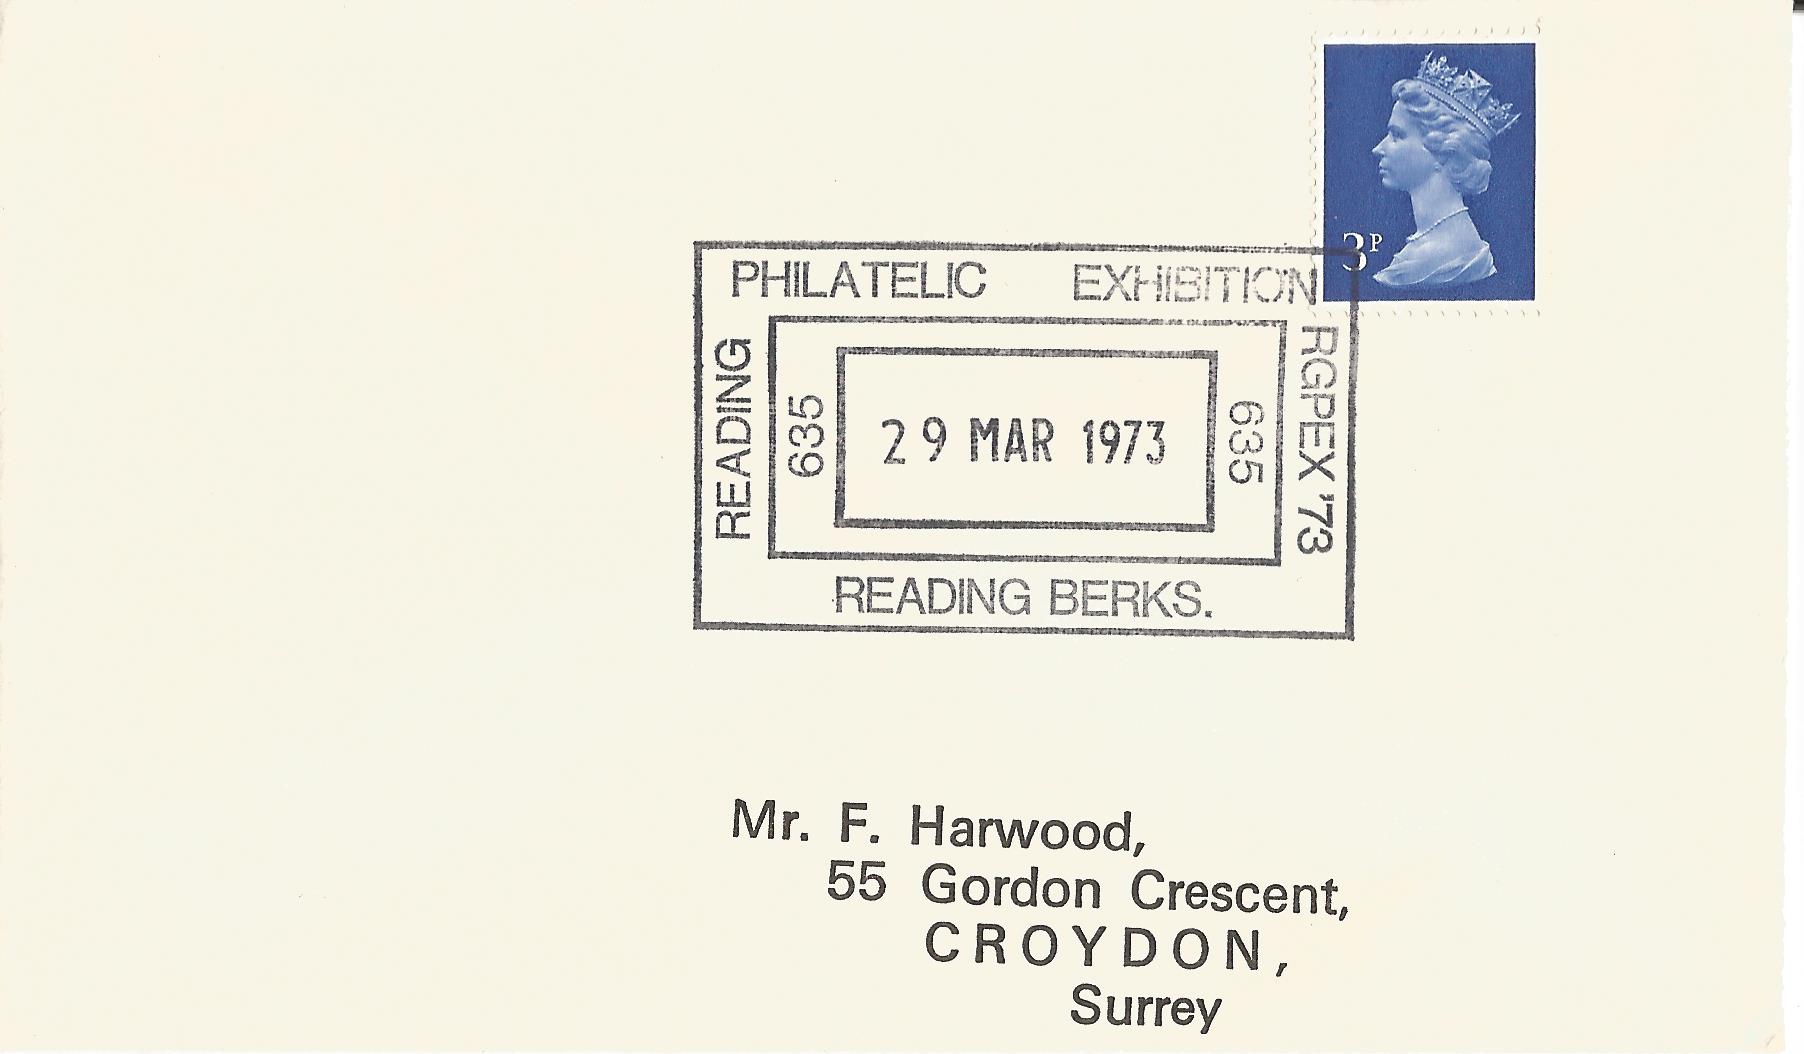 3P
PHILATELIC EXHIBITION
READING
RGPEX '73
635
635
29 MAR 1973
READING BERKS.
Mr. F. Harwood,
55 Gordon Crescent,
CROYDON,
Surrey